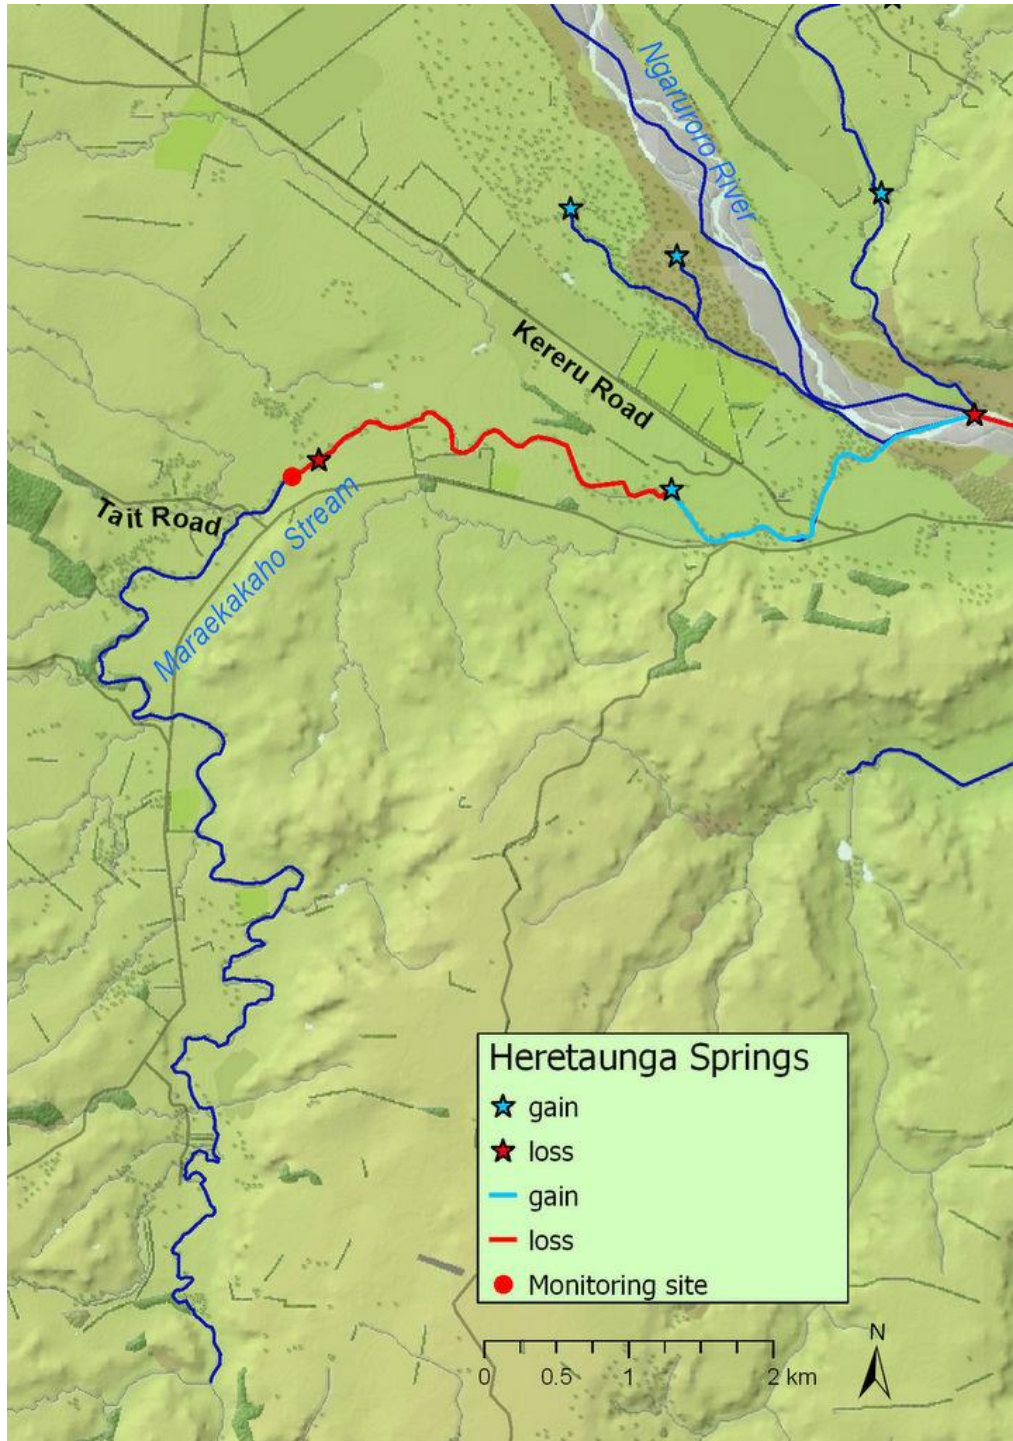 Ngaruroro River
Kereru Road
Tait Road
Maraekakaho Stream
Heretaunga Springs
gain
loss
gain
loss
Monitoring site
N
0 0.5 1 2 km